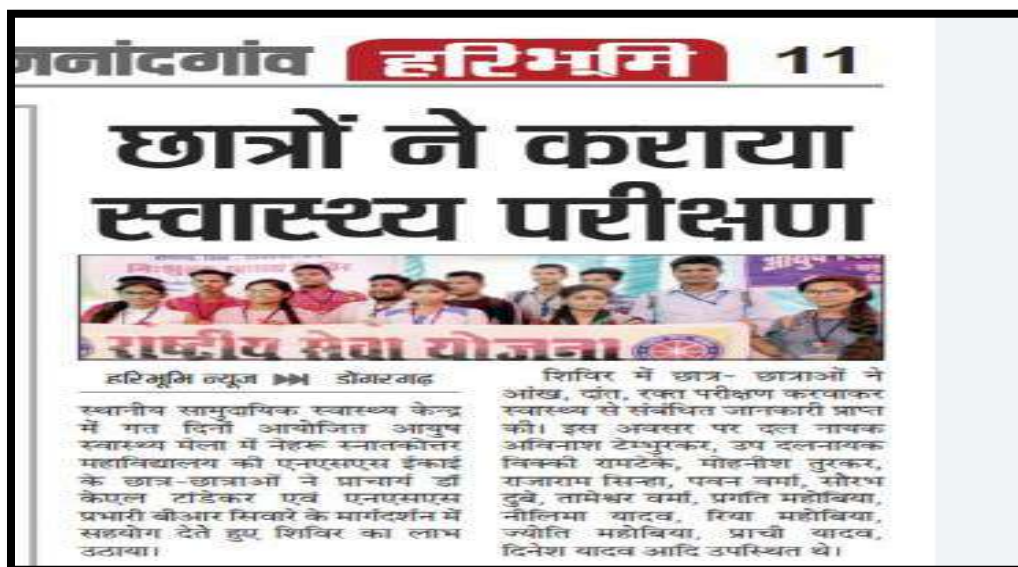 जनांदगांव हरिभूमि 11
छात्रों ने कराया
स्वास्थ्य परीक्षण
राष्ट्रीय सेवा योजना
हरिभूमि न्यूज डोंगरगढ़
स्थानीय सामुदायिक स्वास्थ्य केन्द्र
में गत दिनों आयोजित आयुष
स्वास्थ्य मेला में नेहरू स्नातकोत्तर
महाविद्यालय की एनएसएस ईकाई
के छात्र-छात्राओं ने प्राचार्य डॉ
केएल टांडेकर एवं एनएसएस
प्रभारी बीआर सिवारे के मार्गदर्शन में
सहयोग देते हुए शिविर का लाभ
उठाया।
शिविर में छात्र- छात्राओं ने
आंख, दांत, रक्त परीक्षण करवाकर
स्वास्थ्य से संबंधित जानकारी प्राप्त
की। इस अवसर पर दल नायक
अविनाश टेम्भुरकर, उप दलनायक
विक्की रामटेके, मोहनीश तुरकर,
राजाराम सिन्हा, पवन वर्मा, सौरभ
दुबे, तामेश्वर वर्मा, प्रगति महोबिया,
नीलिमा यादव, रिया महोबिया,
ज्योति महोबिया, प्राची यादव,
दिनेश यादव आदि उपस्थित थे।